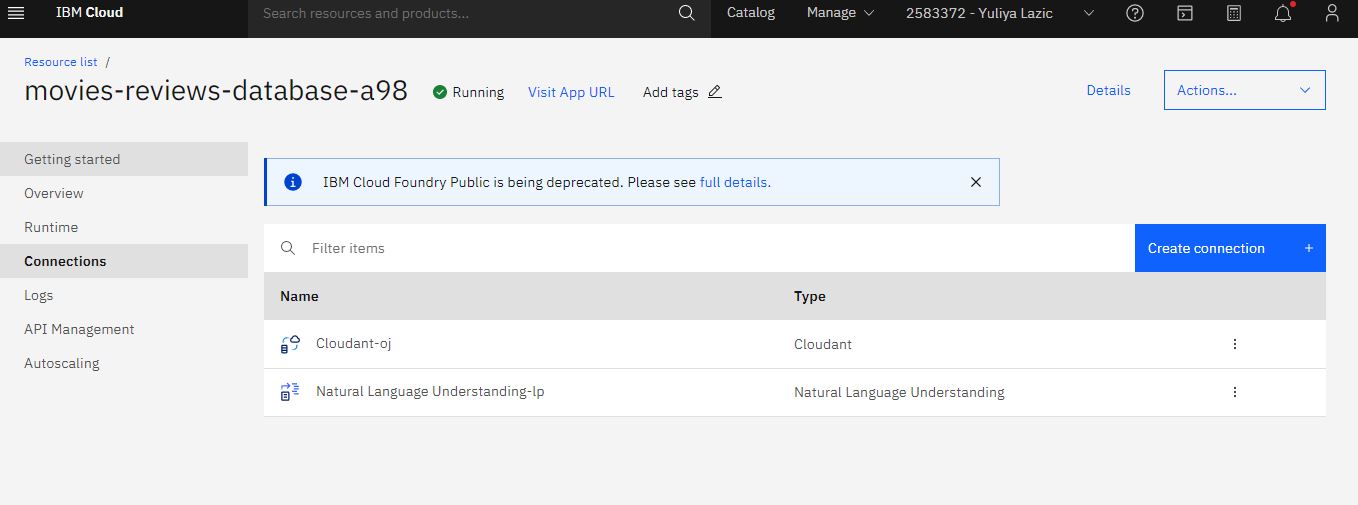 IBM Cloud Search resources and products... Catalog Manage 2583372 - Yuliya Lazic
Resource list /
movies-reviews-database-a98 Running Visit App URL Add tags Details Actions...
Getting started
Overview
Runtime
Connections
Logs
API Management
Autoscaling
IBM Cloud Foundry Public is being deprecated. Please see full details.
Filter items Create connection +
Name Type
Cloudant-oj Cloudant
Natural Language Understanding-lp Natural Language Understanding